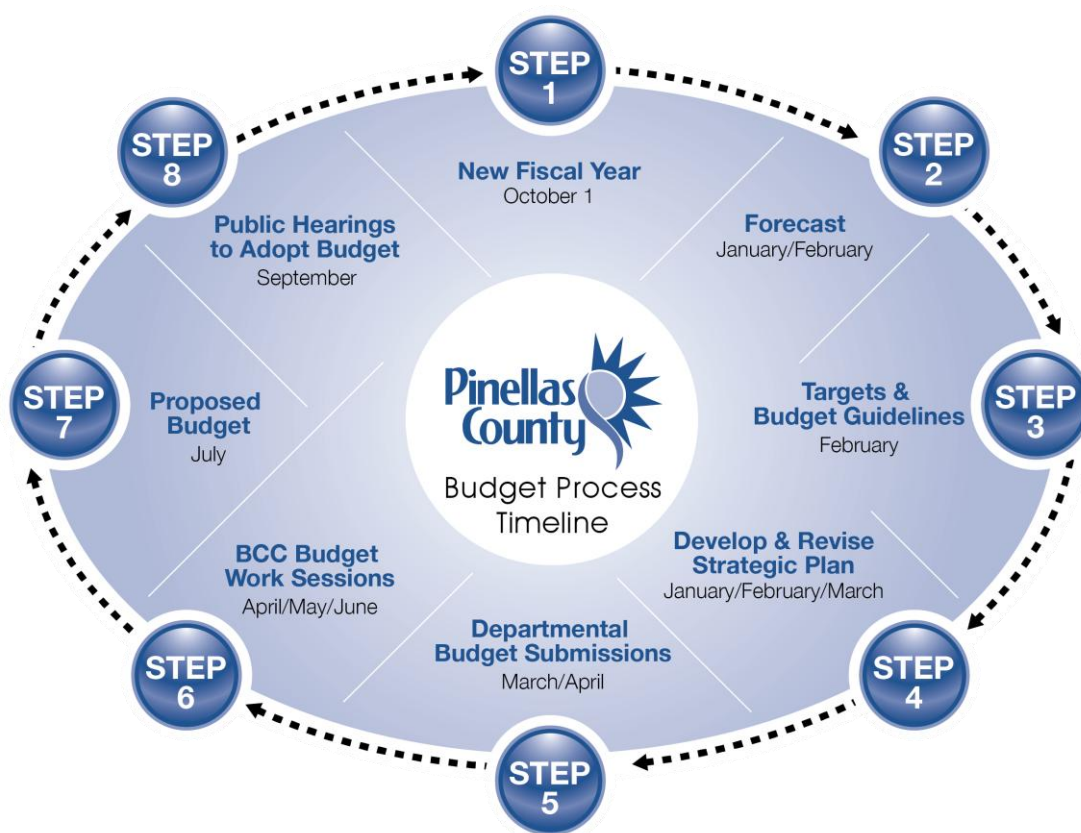 STEP
1
New Fiscal Year
October 1
STEP
2
Forecast
January/February
STEP
3
Targets &
Budget Guidelines
February
STEP
4
Develop & Revise
Strategic Plan
January/February/March
STEP
5
Departmental
Budget Submissions
March/April
STEP
6
BCC Budget
Work Sessions
April/May/June
STEP
7
Proposed
Budget
July
STEP
8
Public Hearings
to Adopt Budget
September
Pinellas
County
Budget Process
Timeline